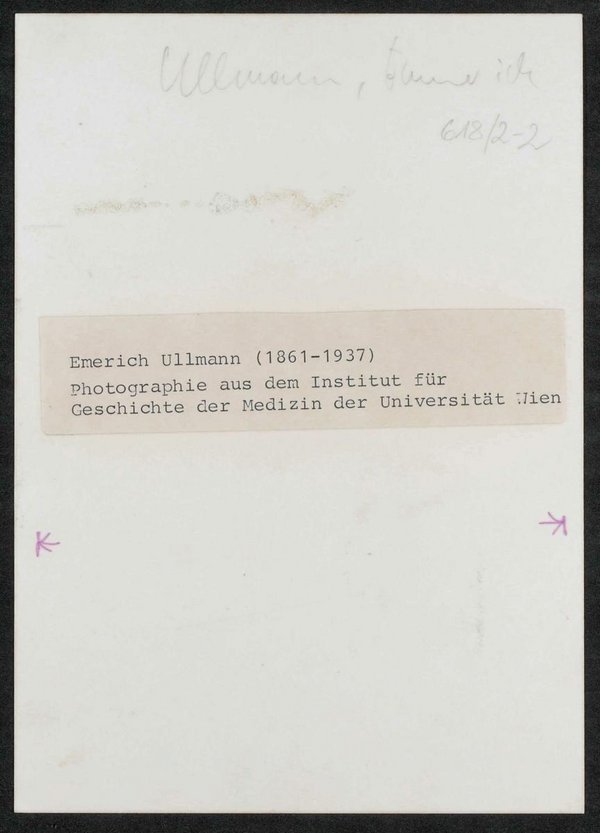 Ullmann, Emmerich
618/2-2
Emerich Ullmann (1861-1937)
Photographie aus dem Institut für
Geschichte der Medizin der Universität Wien